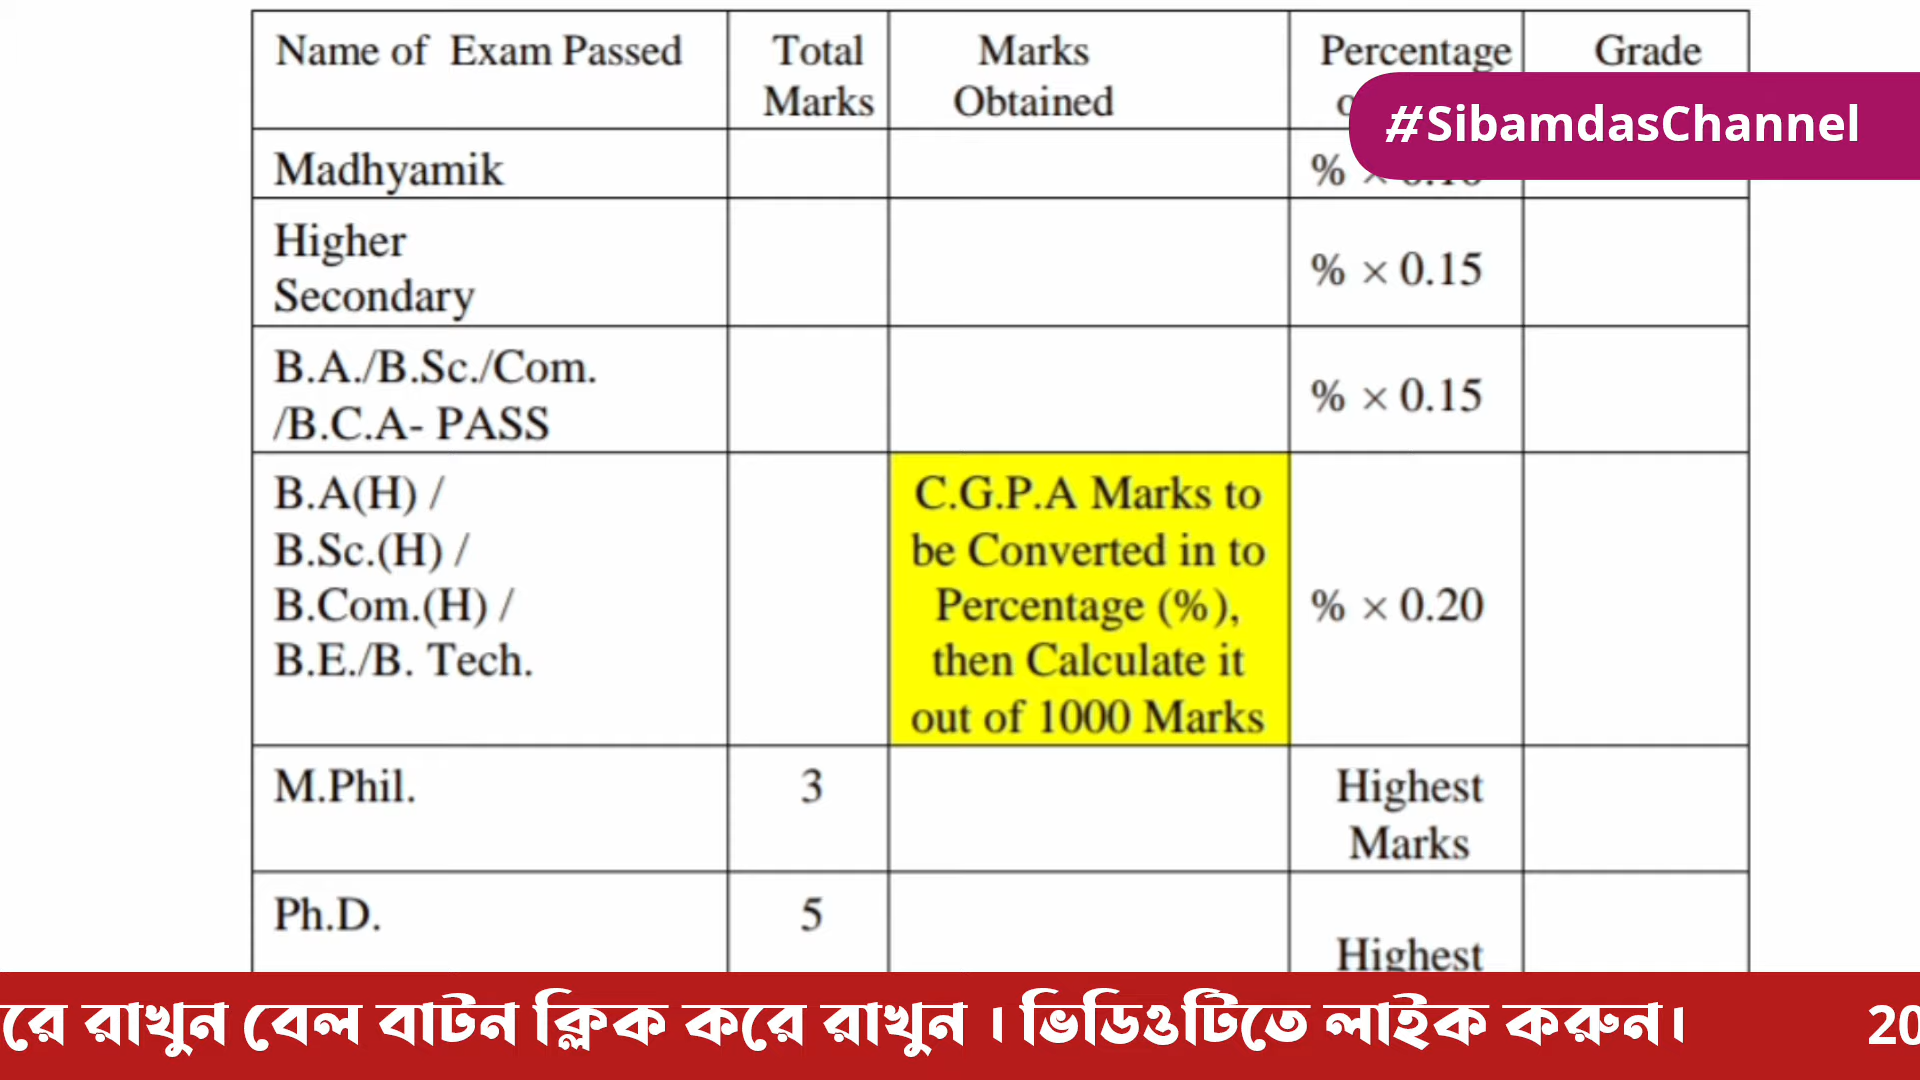 Name of Exam Passed
Total
Marks
Marks
Obtained
Percentage
Grade
#SibamdasChannel
Madhyamik
%
Higher
Secondary
% × 0.15
B.A./B.Sc./Com.
/B.C.A- PASS
% × 0.15
B.A(H) /
B.Sc.(H) /
B.Com.(H) /
B.E./B. Tech.
C.G.P.A Marks to
be Converted in to
Percentage (%),
then Calculate it
out of 1000 Marks
% × 0.20
M.Phil.
3
Highest
Marks
Ph.D.
5
Highest
রে রাখুন বেল বাটন ক্লিক করে রাখুন । ভিডিওটিতে লাইক করুন।
20